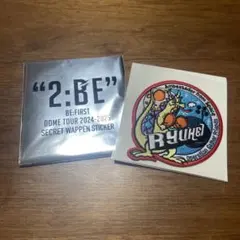 "2:BE"
BE:FIRST
DOME TOUR 2024-2025
SECRET WAPPEN STICKER
RYUHEI